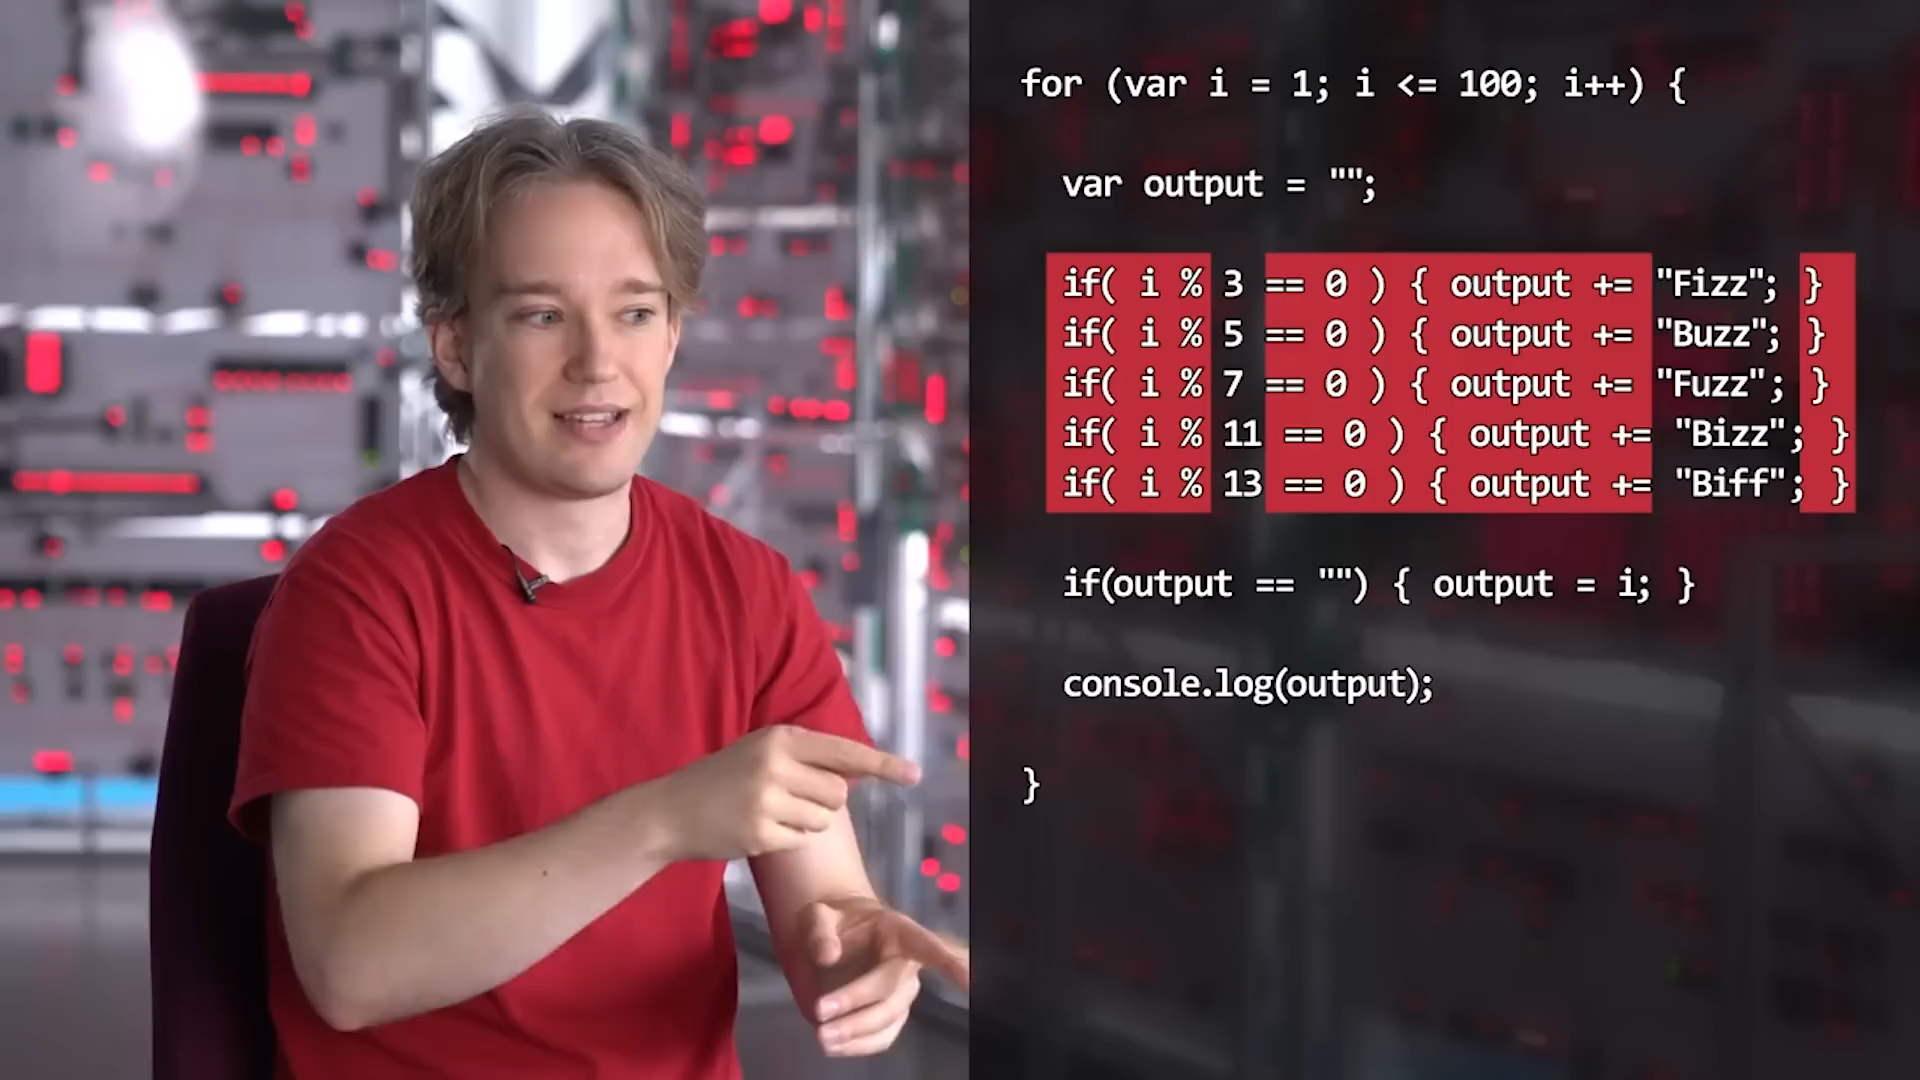 for (var i = 1; i <= 100; i++) {
var output = "";
if( i % 3 == 0 ) { output += "Fizz"; }
if( i % 5 == 0 ) { output += "Buzz"; }
if( i % 7 == 0 ) { output += "Fuzz"; }
if( i % 11 == 0 ) { output += "Bizz"; }
if( i % 13 == 0 ) { output += "Biff"; }
if(output == "") { output = i; }
console.log(output);
}